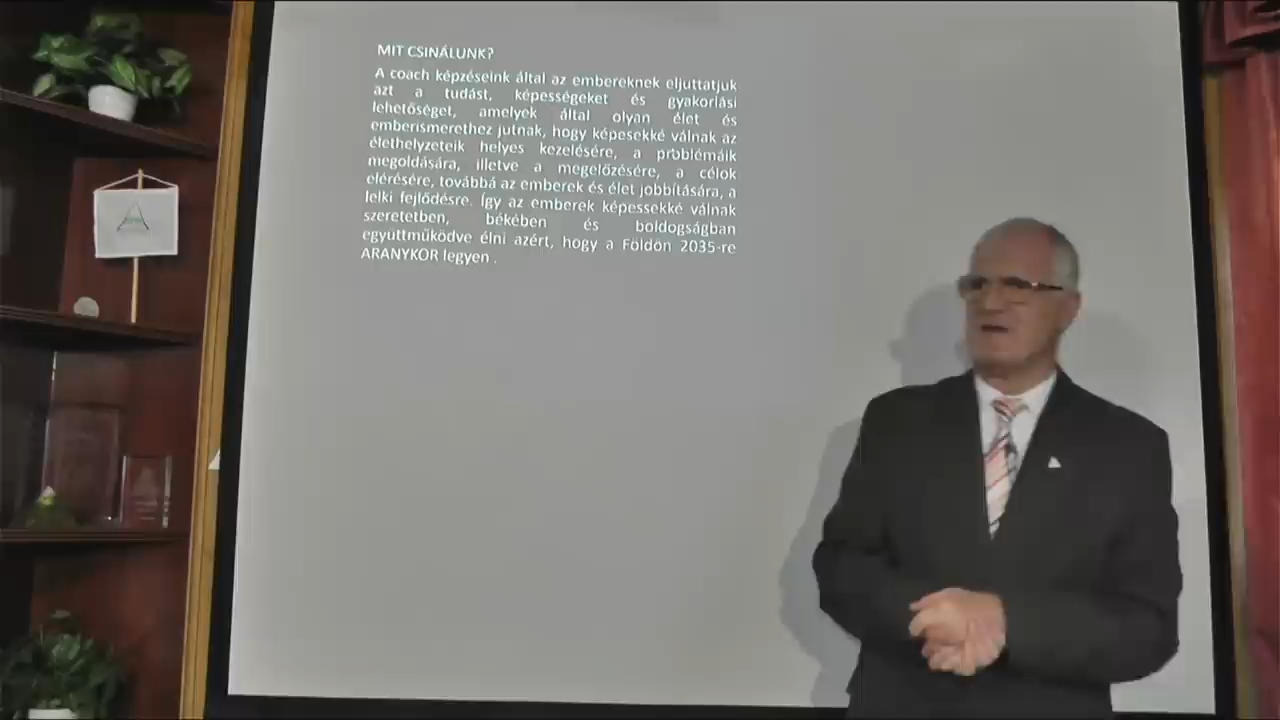 MIT CSINÁLUNK?
A coach képzéseink által az embereknek eljuttatjuk
azt a tudást, képességeket és gyakorlási
lehetőséget, amelyek által olyan élet és
emberismerethez jutnak, hogy képesekké válnak az
élethelyzeteik helyes kezelésére, a problémáik
megoldására, illetve a megelőzésére, a célok
elérésére, továbbá az emberek és élet jobbítására, a
lelki fejlődésre. Így az emberek képessekké válnak
szeretetben, békében és boldogságban
együttműködve élni azért, hogy a Földön 2035-re
ARANYKOR legyen .